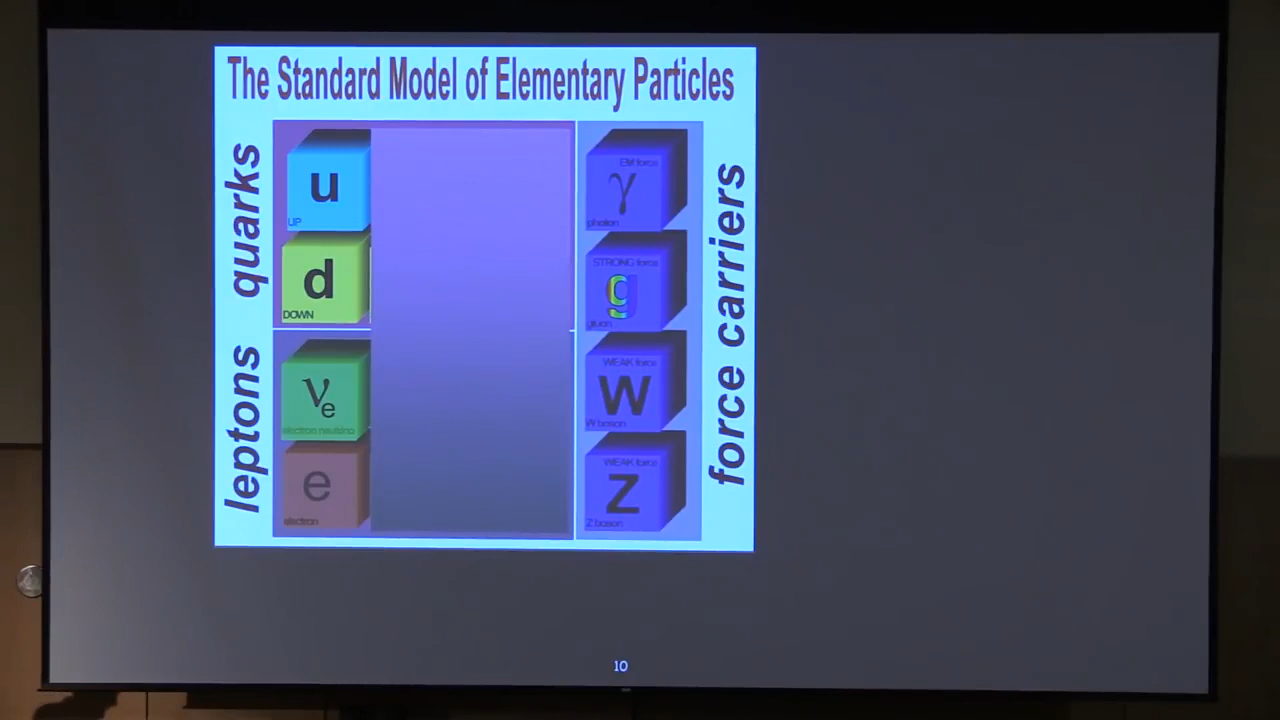 The Standard Model of Elementary Particles
quarks
u
UP
d
DOWN
leptons
νe
electron neutrino
e
electron
EM force
γ
photon
STRONG force
g
gluon
WEAK force
W
W boson
WEAK force
Z
Z boson
force carriers
10